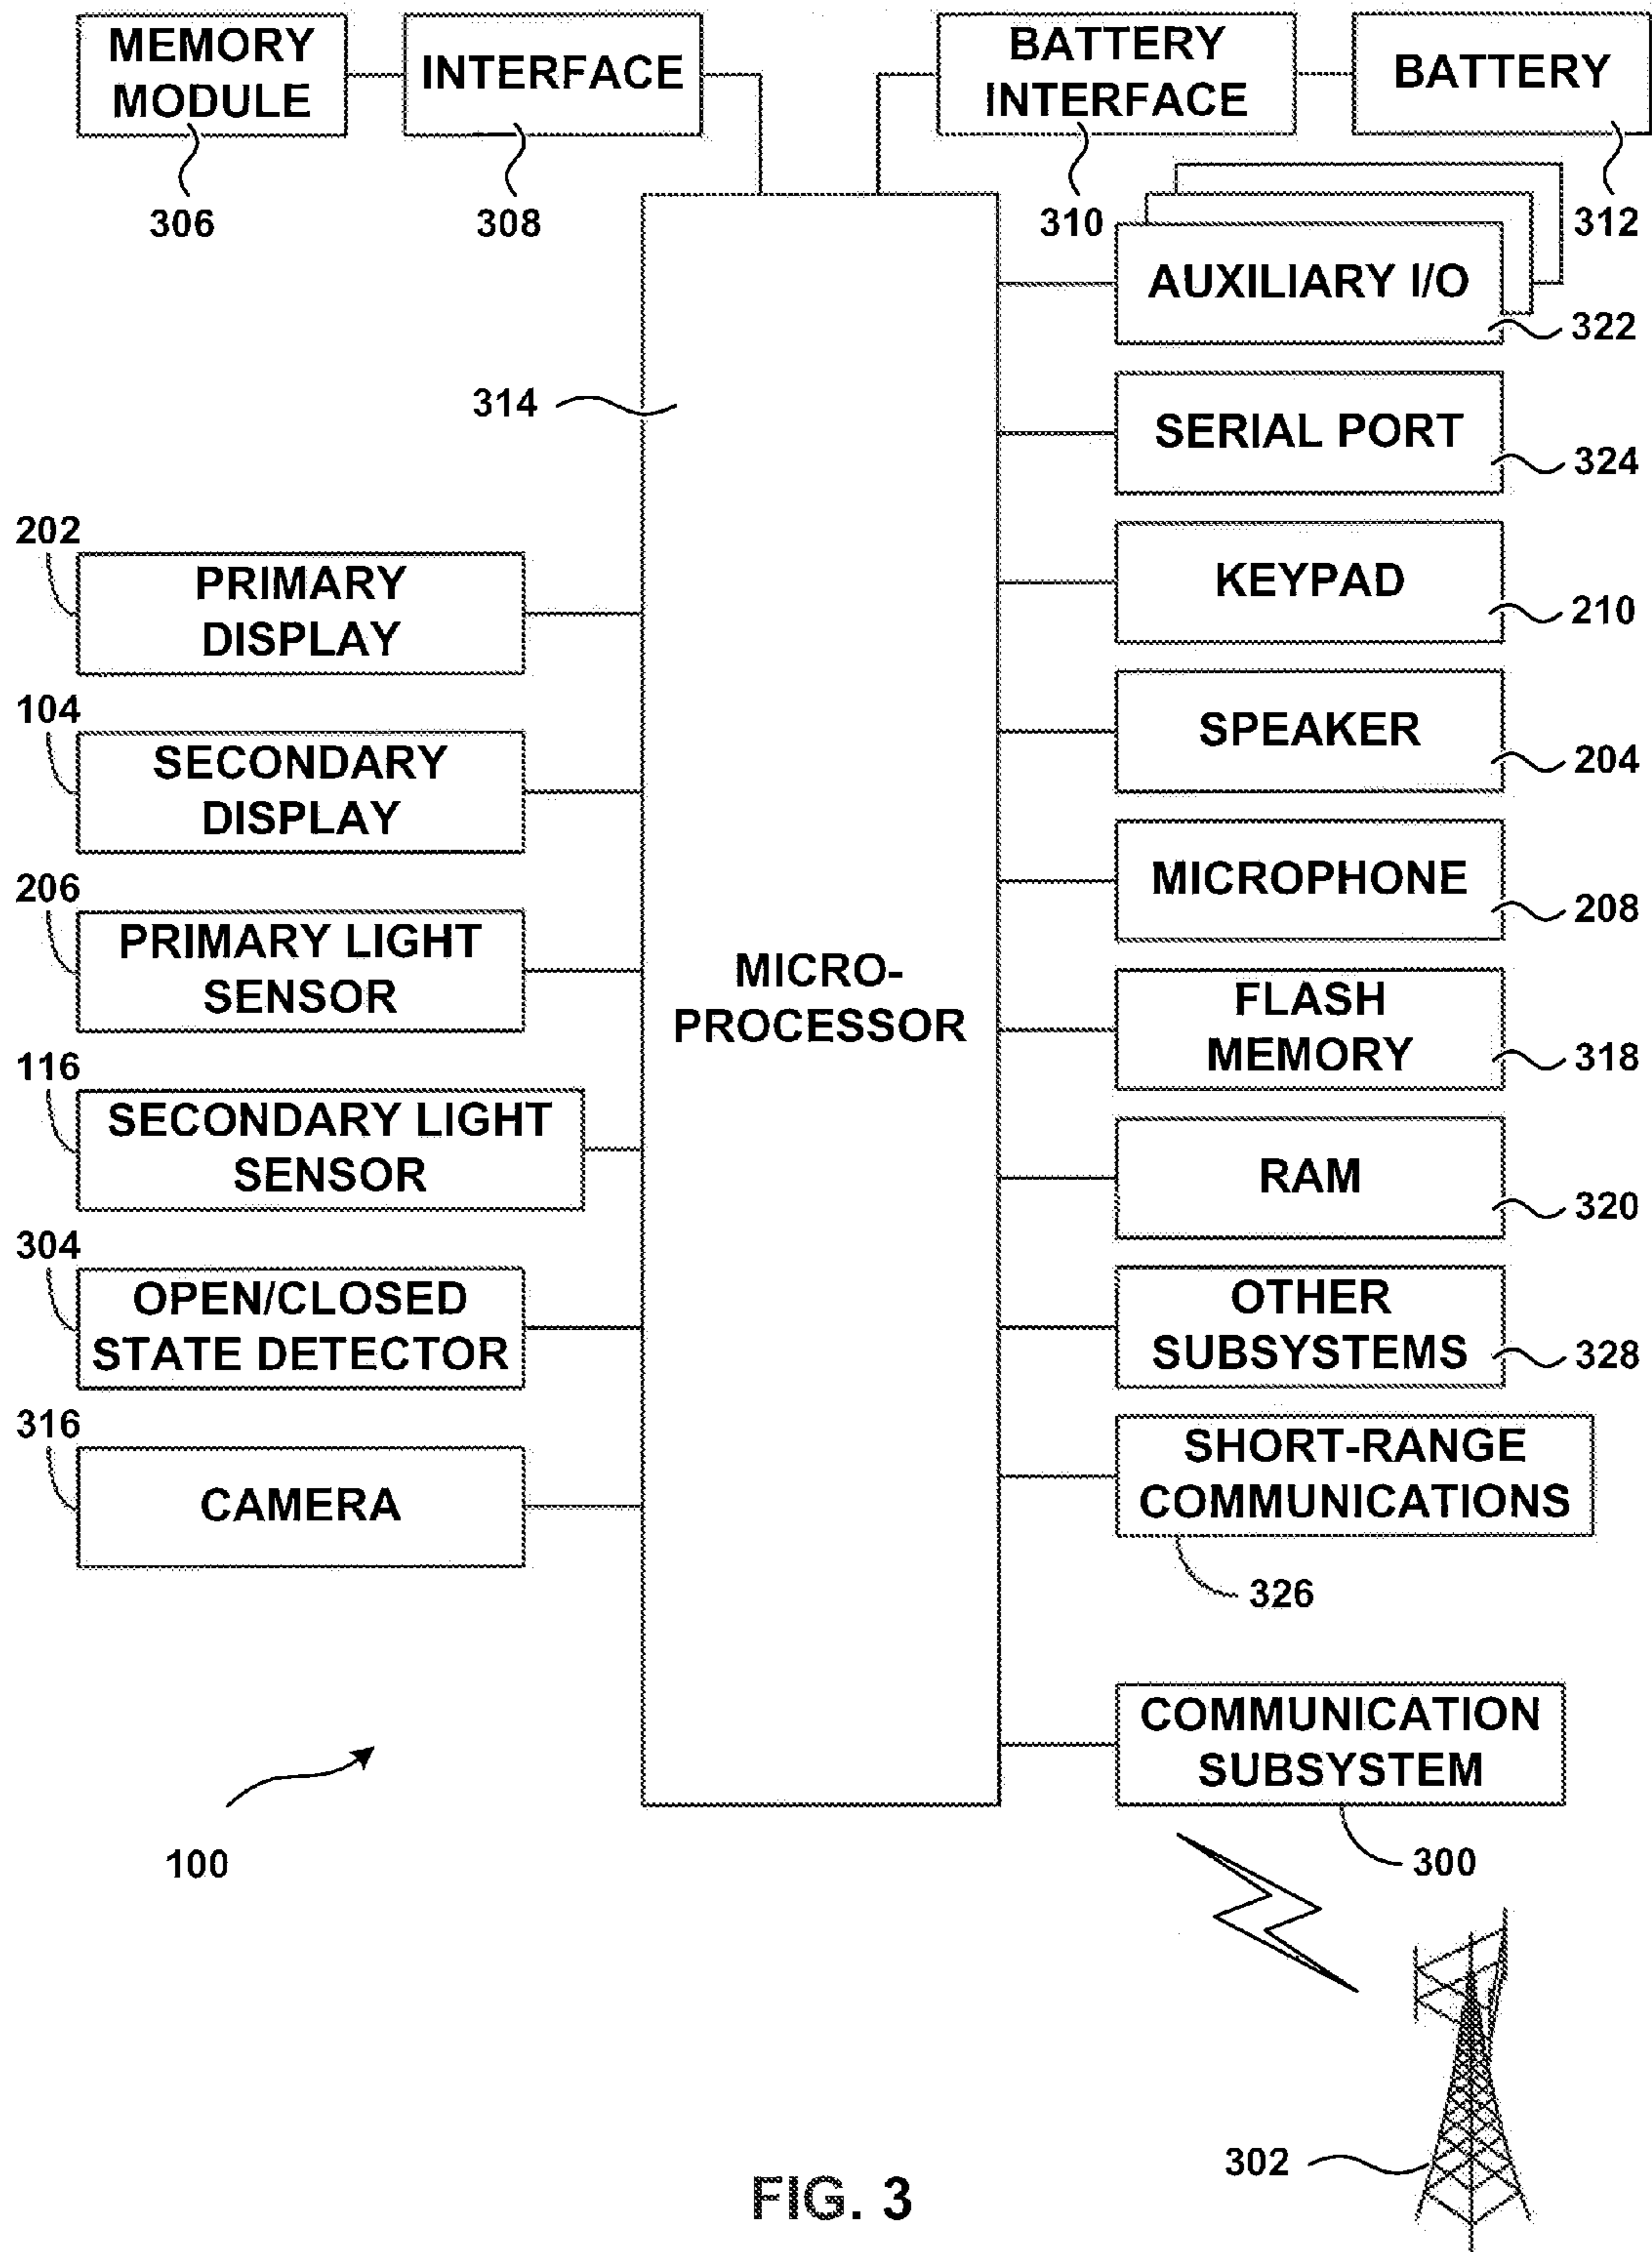 MEMORY
MODULE
INTERFACE
BATTERY
INTERFACE
BATTERY
306
308
310
312
AUXILIARY I/O
322
314
SERIAL PORT
324
202
PRIMARY
DISPLAY
KEYPAD
210
104
SECONDARY
DISPLAY
SPEAKER
204
206
PRIMARY LIGHT
SENSOR
MICROPHONE
208
MICRO-
PROCESSOR
FLASH
MEMORY
318
116
SECONDARY LIGHT
SENSOR
RAM
320
304
OPEN/CLOSED
STATE DETECTOR
OTHER
SUBSYSTEMS
328
316
CAMERA
SHORT-RANGE
COMMUNICATIONS
326
COMMUNICATION
SUBSYSTEM
300
100
302
FIG. 3